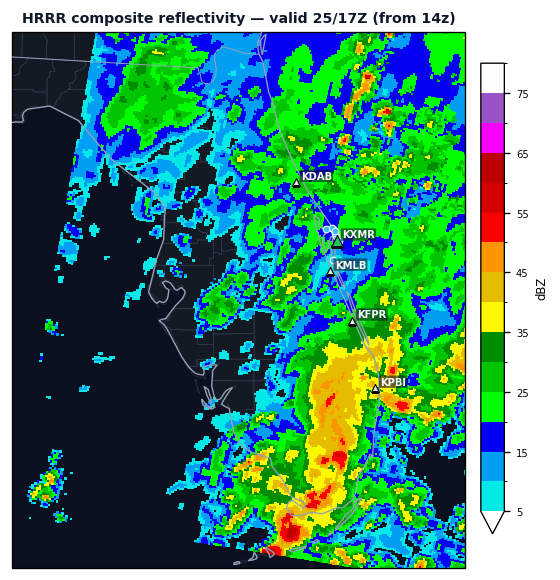 HRRR composite reflectivity — valid 25/17Z (from 14z)
KDAB
KXMR
KMLB
KFPR
KPBI
75
65
55
45
35
25
15
5
dBZ